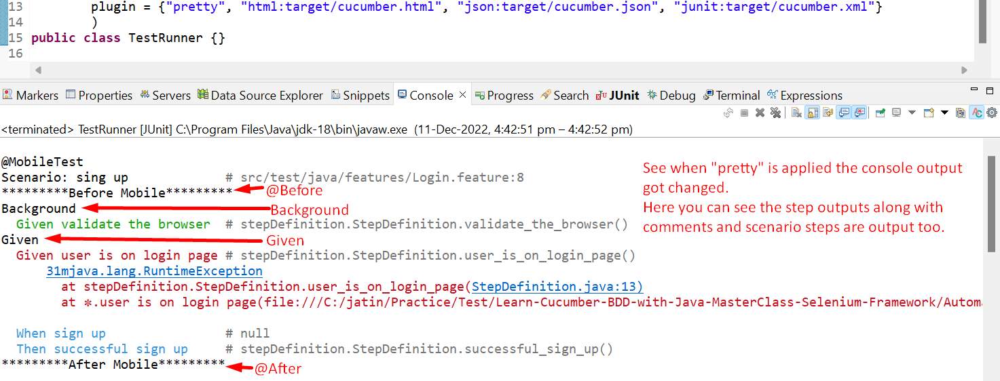 13 plugin = {"pretty", "html:target/cucumber.html", "json:target/cucumber.json", "junit:target/cucumber.xml"}
14 )
15 public class TestRunner {}
16
Markers Properties Servers Data Source Explorer Snippets Console Progress Search JUnit Debug Terminal Expressions
<terminated> TestRunner [JUnit] C:\Program Files\Java\jdk-18\bin\javaw.exe (11-Dec-2022, 4:42:51 pm – 4:42:52 pm)
@MobileTest
Scenario: sing up # src/test/java/features/Login.feature:8
*********Before Mobile*********
@Before
Background
Background
Given validate the browser # stepDefinition.StepDefinition.validate_the_browser()
Given
Given
Given user is on login page # stepDefinition.StepDefinition.user_is_on_login_page()
31mjava.lang.RuntimeException
at stepDefinition.StepDefinition.user_is_on_login_page(StepDefinition.java:13)
at *.user is on login page(file:///C:/jatin/Practice/Test/Learn-Cucumber-BDD-with-Java-MasterClass-Selenium-Framework/Autom
When sign up # null
Then successful sign up # stepDefinition.StepDefinition.successful_sign_up()
*********After Mobile*********
@After
See when "pretty" is applied the console output
got changed.
Here you can see the step outputs along with
comments and scenario steps are output too.